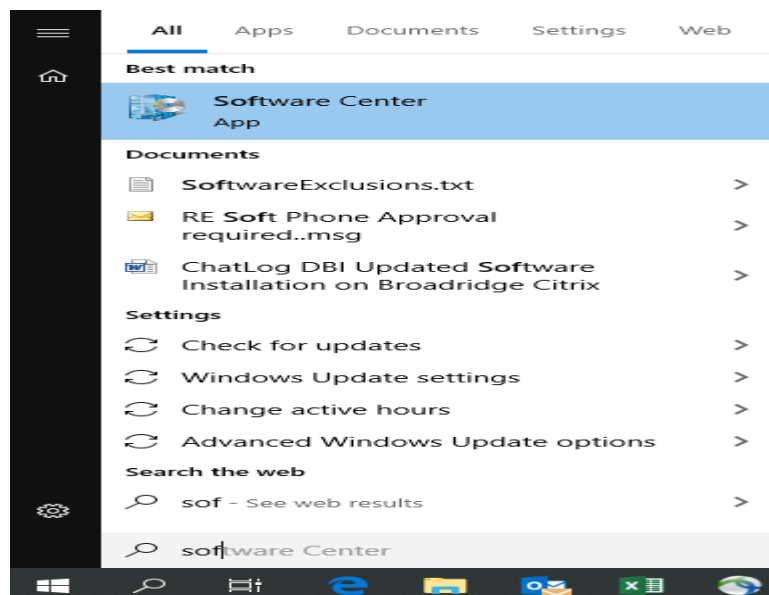 All Apps Documents Settings Web
Best match
Software Center
App
Documents
SoftwareExclusions.txt
RE Soft Phone Approval
required..msg
ChatLog DBI Updated Software
Installation on Broadridge Citrix
Settings
Check for updates
Windows Update settings
Change active hours
Advanced Windows Update options
Search the web
sof - See web results
software Center